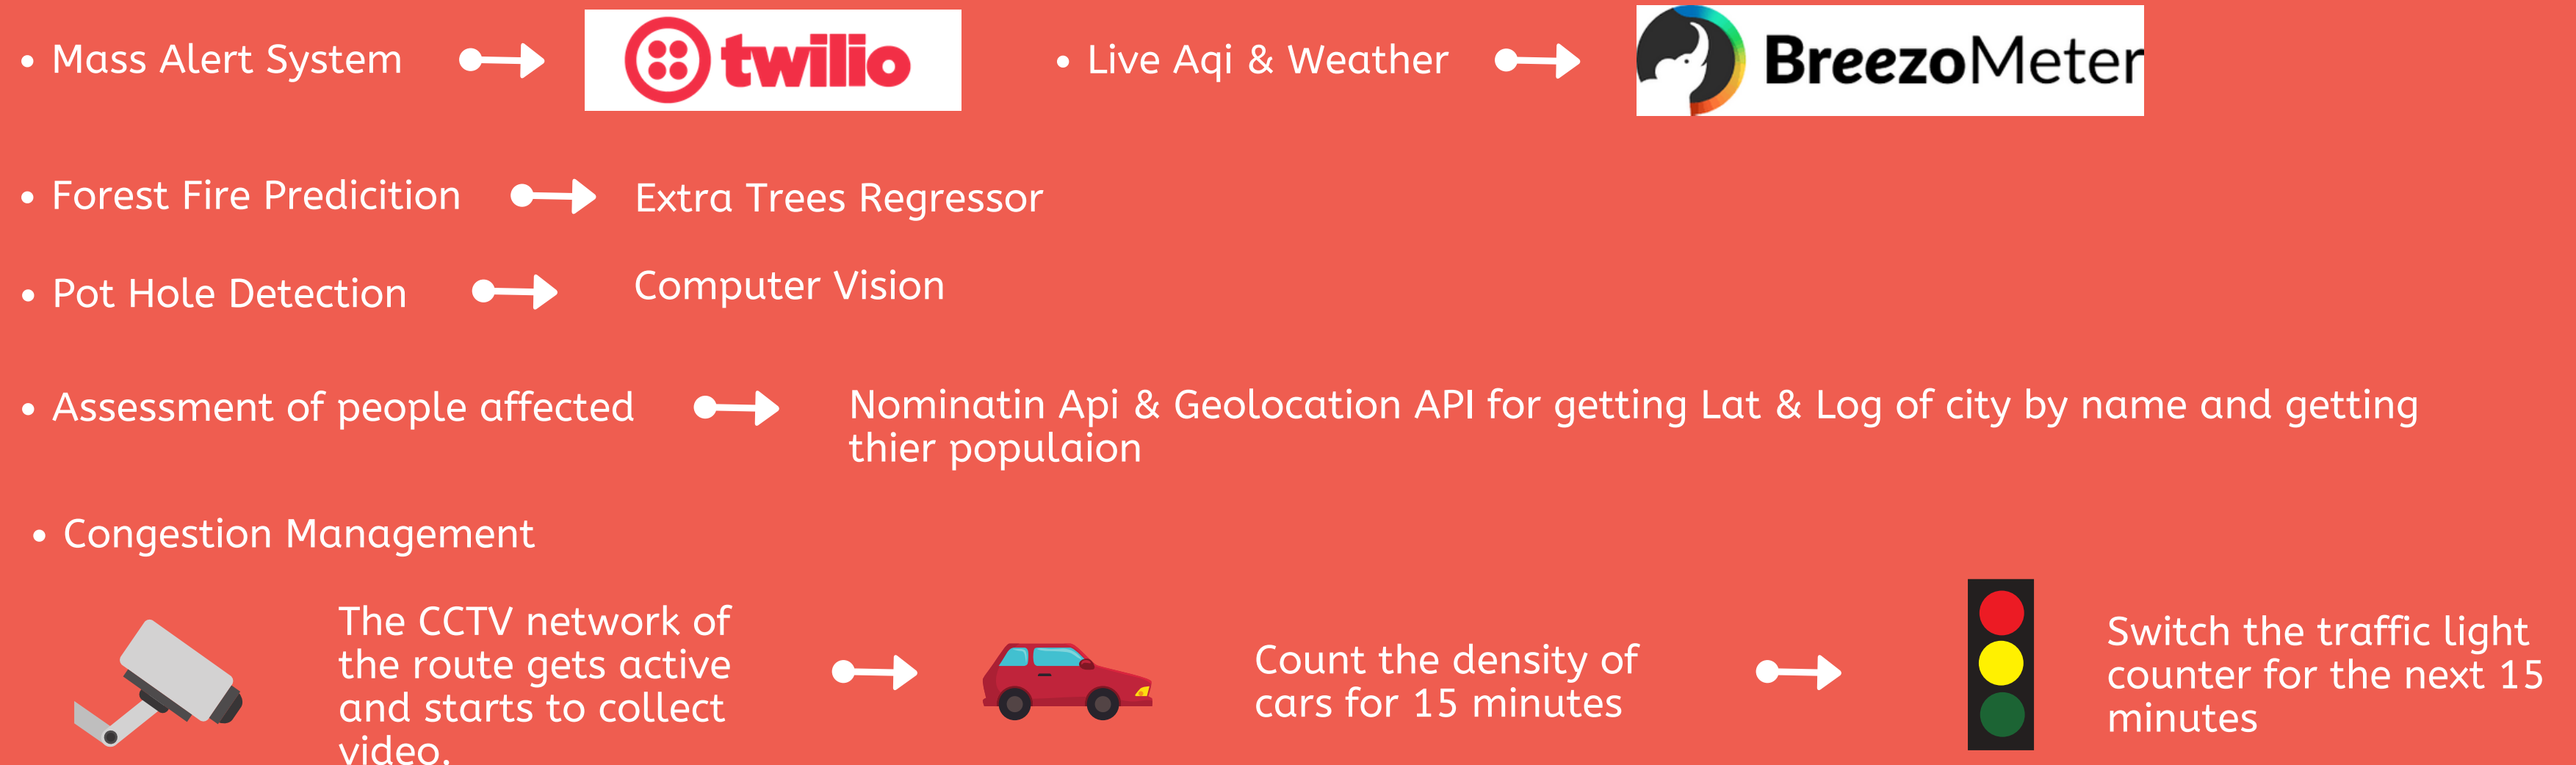 • Mass Alert System
twilio
• Live Aqi & Weather
BreezoMeter
• Forest Fire Predicition
Extra Trees Regressor
• Pot Hole Detection
Computer Vision
• Assessment of people affected
Nominatin Api & Geolocation API for getting Lat & Log of city by name and getting
thier populaion
• Congestion Management
The CCTV network of
the route gets active
and starts to collect
video.
Count the density of
cars for 15 minutes
Switch the traffic light
counter for the next 15
minutes